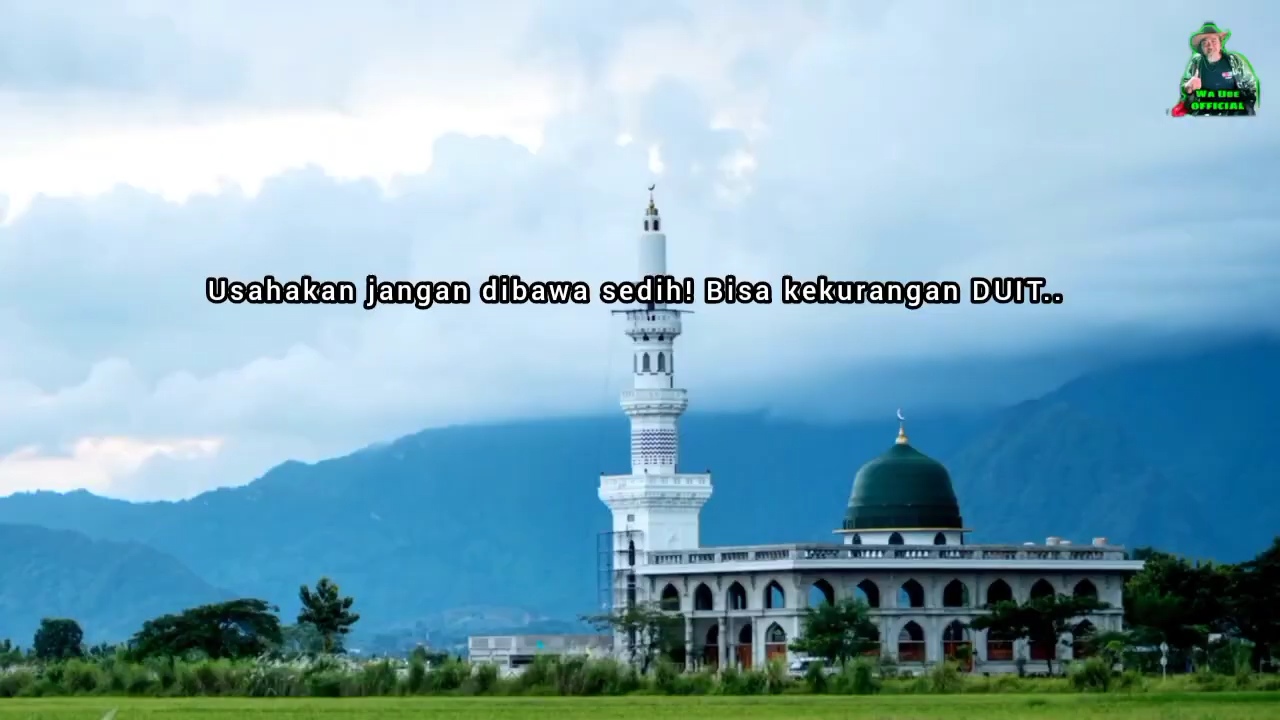 Wa Ube
OFFICIAL
Usahakan jangan dibawa sedih! Bisa kekurangan DUIT..